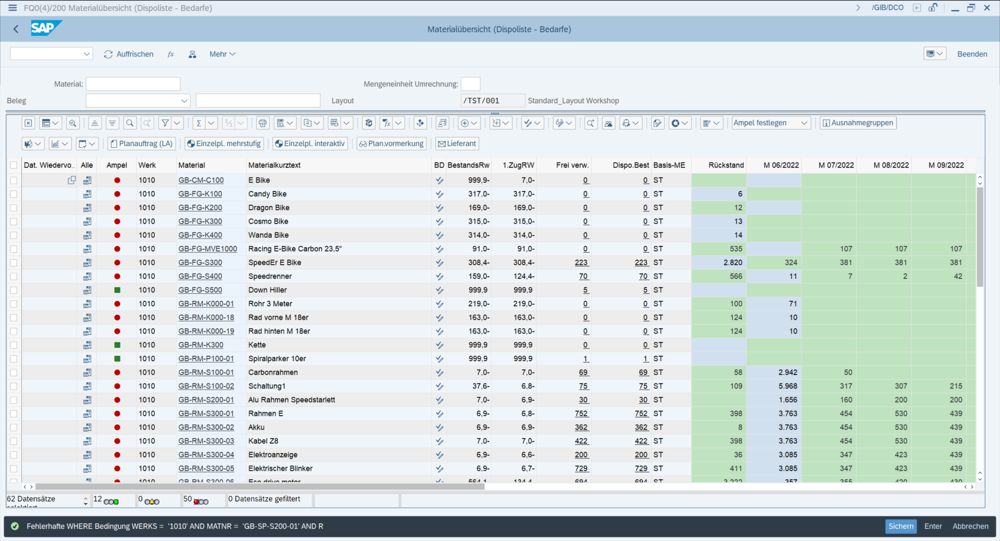 FQ0(4)/200 Materialübersicht (Dispoliste - Bedarfe) /GIB/DCO
SAP Materialübersicht (Dispoliste - Bedarfe)
Auffrischen fx Mehr Beenden
Material: Mengeneinheit Umrechnung:
Beleg Layout /TST/001 Standard_Layout Workshop
Ampel festlegen Ausnahmegruppen
Planauftrag (LA) Einzelpl. mehrstufig Einzelpl. interaktiv Plan.vormerkung Lieferant
Dat. Wiedervo... Alle Ampel Werk Material Materialkurztext BD BestandsRw 1.ZugRW Frei verw. Dispo.Best Basis-ME Rückstand M 06/2022 M 07/2022 M 08/2022 M 09/2022
1010 GB-CM-C100 E Bike 999,9- 7,0- 0 0 ST
1010 GB-FG-K100 Candy Bike 317,0- 317,0- 0 0 ST 6
1010 GB-FG-K200 Dragon Bike 169,0- 169,0- 0 0 ST 12
1010 GB-FG-K300 Cosmo Bike 315,0- 315,0- 0 0 ST 13
1010 GB-FG-K400 Wanda Bike 314,0- 314,0- 0 0 ST 14
1010 GB-FG-MVE1000 Racing E-Bike Carbon 23,5" 91,0- 91,0- 0 0 ST 535 107 107 107
1010 GB-FG-S300 SpeedEr E Bike 308,4- 308,4- 223 223 ST 2.820 324 381 381 381
1010 GB-FG-S400 Speedrenner 159,0- 124,4- 70 70 ST 566 11 7 2 42
1010 GB-FG-S500 Down Hiller 999,9 999,9 5 5 ST
1010 GB-RM-K000-01 Rohr 3 Meter 219,0- 219,0- 0 0 ST 100 71
1010 GB-RM-K000-18 Rad vorne M 18er 163,0- 163,0- 0 0 ST 124 10
1010 GB-RM-K000-19 Rad hinten M 18er 163,0- 163,0- 0 0 ST 124 10
1010 GB-RM-K300 Kette 999,9 999,9 0 0 ST
1010 GB-RM-P100-01 Spiralparker 10er 999,9 999,9 1 1 ST
1010 GB-RM-S100-01 Carbonrahmen 7,0- 7,0- 69 69 ST 58 2.942 50
1010 GB-RM-S100-02 Schaltung1 37,6- 6,8- 75 75 ST 109 5.968 317 307 215
1010 GB-RM-S200-01 Alu Rahmen Speedstarlett 7,0- 6,9- 30 30 ST 1.656 160 200 200
1010 GB-RM-S300-01 Rahmen E 6,9- 6,8- 752 752 ST 398 3.763 454 530 439
1010 GB-RM-S300-02 Akku 6,9- 6,9- 362 362 ST 8 3.763 454 530 439
1010 GB-RM-S300-03 Kabel Z8 7,0- 7,0- 422 422 ST 398 3.763 454 530 439
1010 GB-RM-S300-04 Elektroanzeige 6,9- 6,6- 200 200 ST 36 3.085 347 423 439
1010 GB-RM-S300-05 Elektrischer Blinker 6,9- 6,7- 729 729 ST 411 3.085 347 423 439
62 Datensätze 12 0 50 0 Datensätze gefiltert
Fehlerhafte WHERE Bedingung WERKS = '1010' AND MATNR = 'GB-SP-S200-01' AND R Sichern Enter Abbrechen